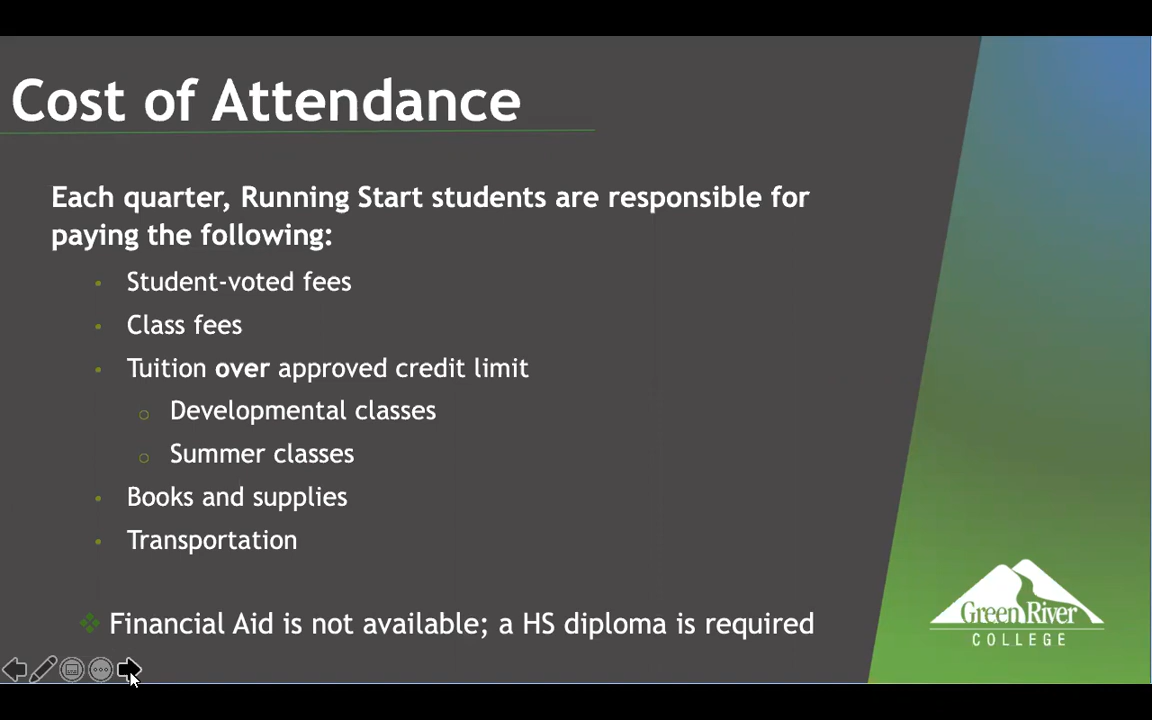 Cost of Attendance
Each quarter, Running Start students are responsible for
paying the following:
Student-voted fees
Class fees
Tuition over approved credit limit
Developmental classes
Summer classes
Books and supplies
Transportation
Financial Aid is not available; a HS diploma is required
Green River
COLLEGE